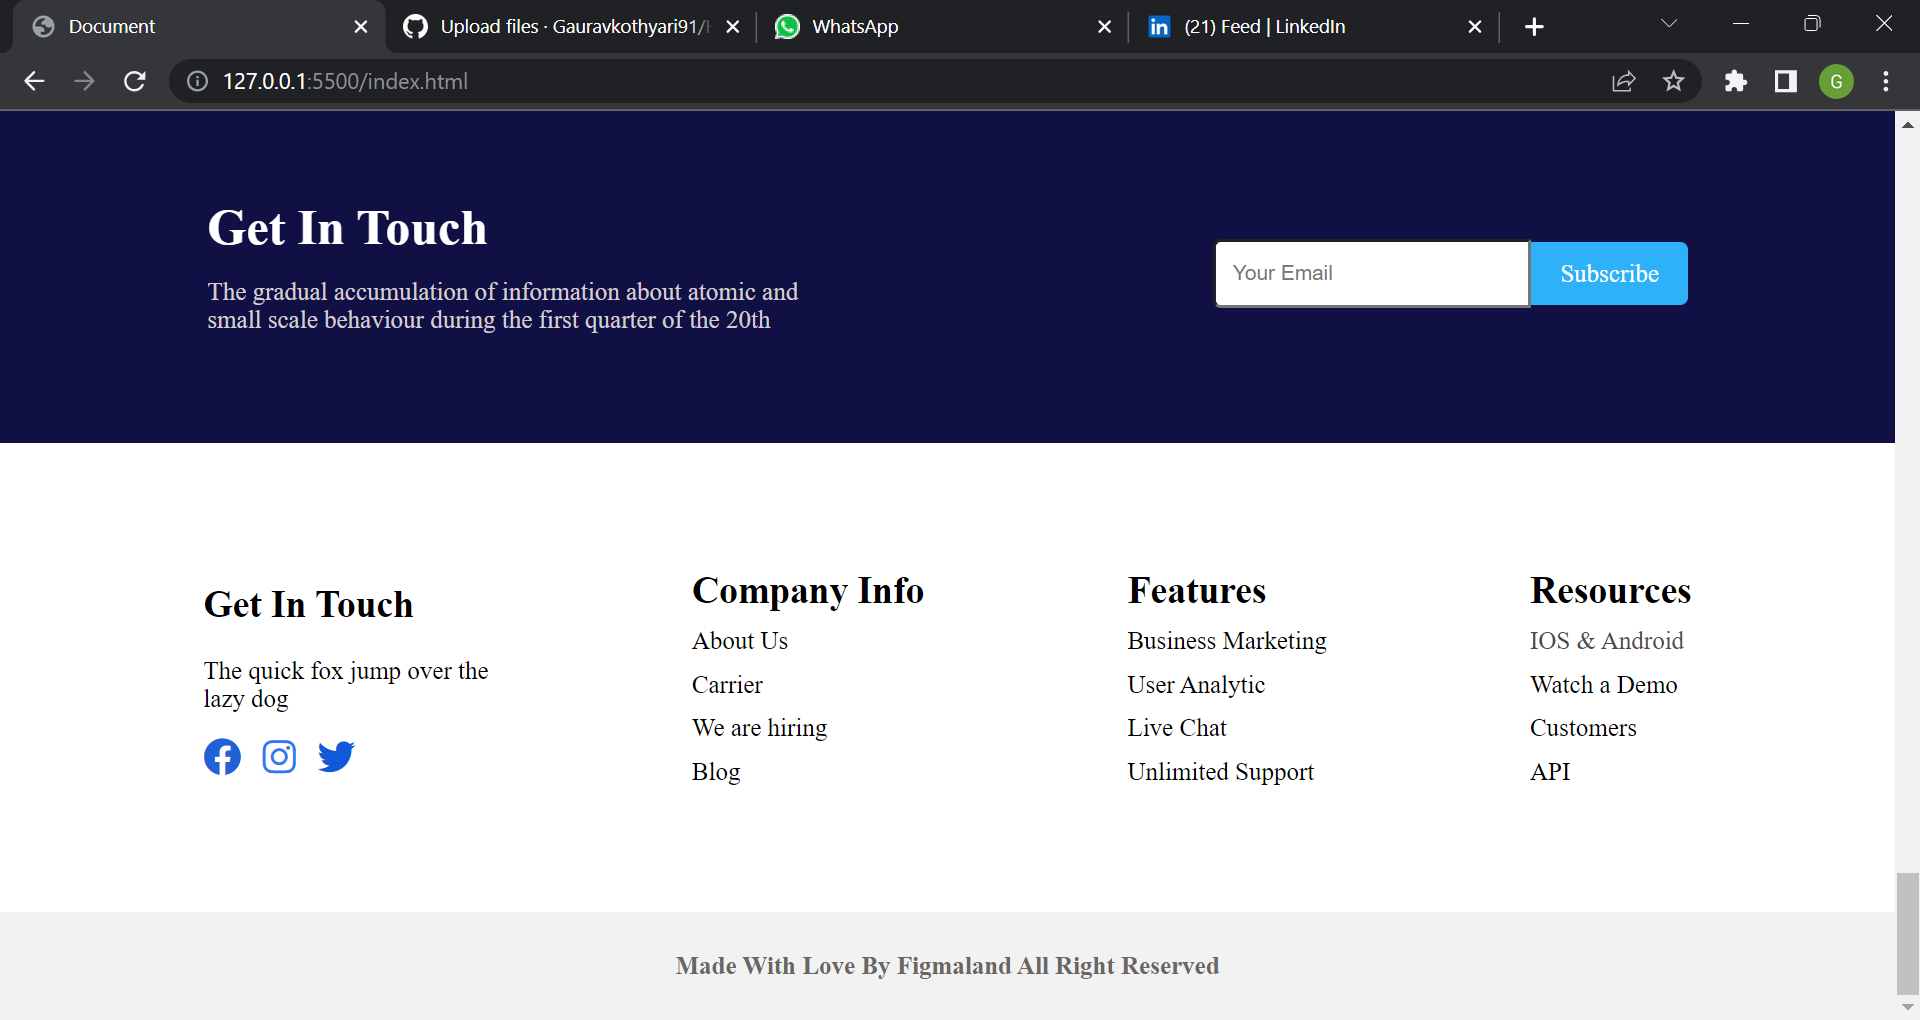 Document
Upload files · Gauravkothyari91/
WhatsApp
(21) Feed | LinkedIn
127.0.0.1:5500/index.html
G
Get In Touch
The gradual accumulation of information about atomic and
small scale behaviour during the first quarter of the 20th
Your Email
Subscribe
Get In Touch
The quick fox jump over the
lazy dog
Company Info
About Us
Carrier
We are hiring
Blog
Features
Business Marketing
User Analytic
Live Chat
Unlimited Support
Resources
IOS & Android
Watch a Demo
Customers
API
Made With Love By Figmaland All Right Reserved